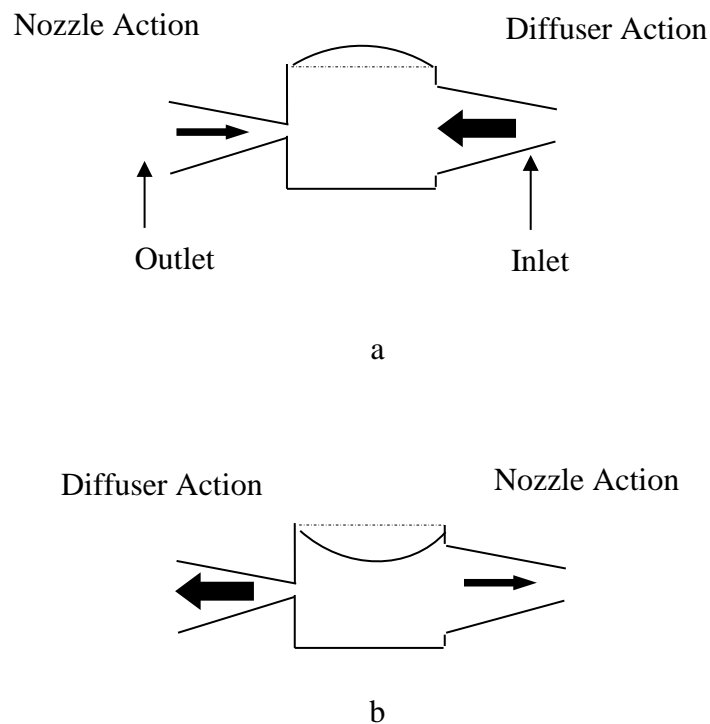 Nozzle Action
Diffuser Action
Outlet
Inlet
a
Diffuser Action
Nozzle Action
b